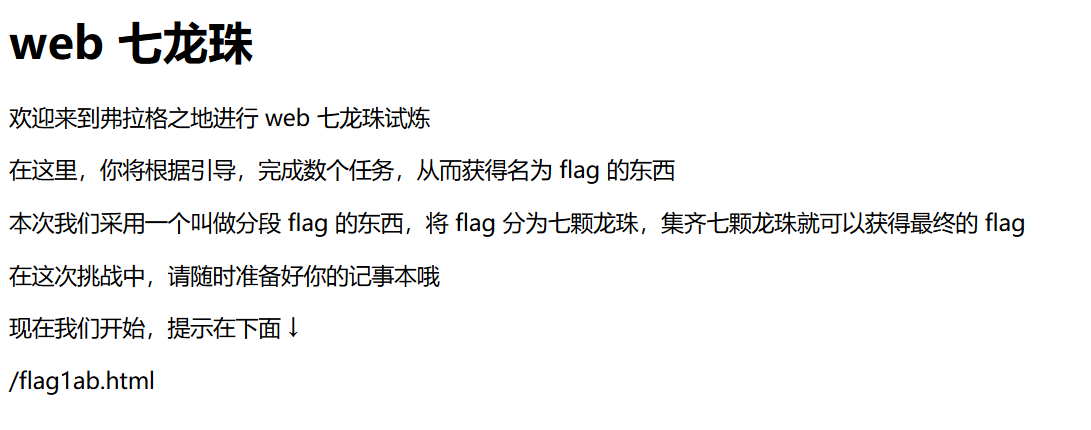 web 七龙珠
欢迎来到弗拉格之地进行 web 七龙珠试炼
在这里，你将根据引导，完成数个任务，从而获得名为 flag 的东西
本次我们采用一个叫做分段 flag 的东西，将 flag 分为七颗龙珠，集齐七颗龙珠就可以获得最终的 flag
在这次挑战中，请随时准备好你的记事本哦
现在我们开始，提示在下面↓
/flag1ab.html